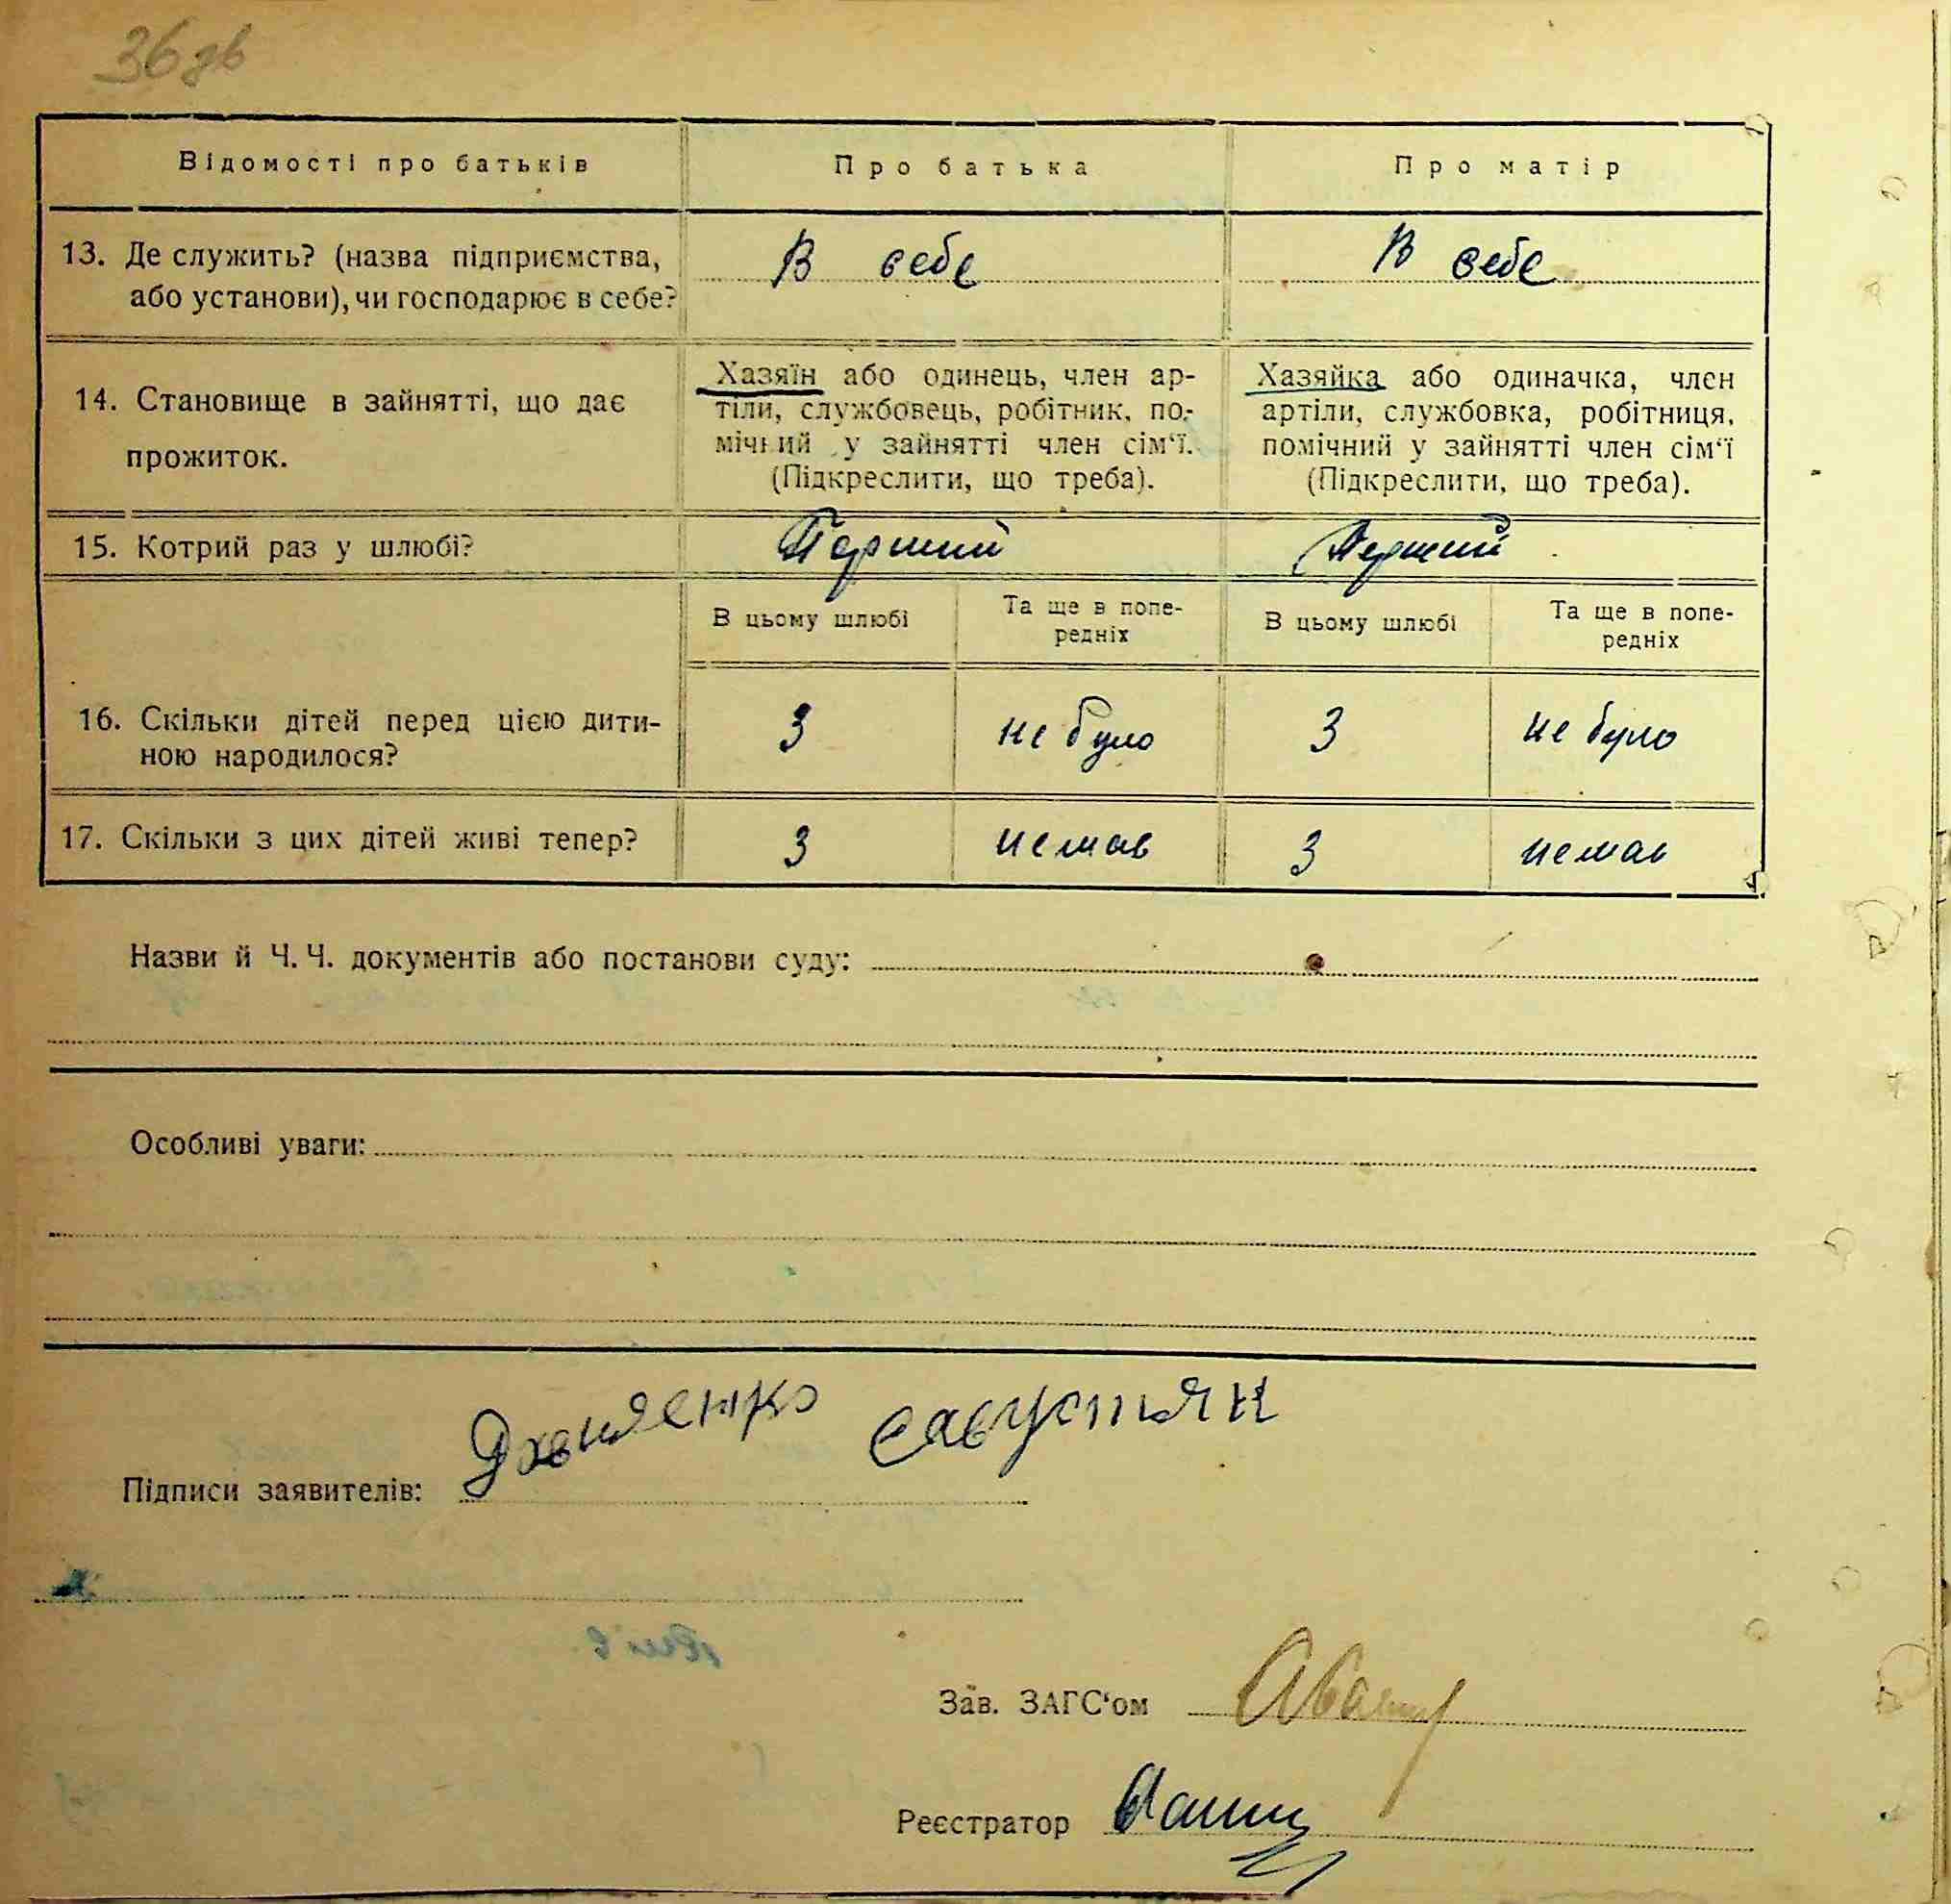 36 зв
Відомості про батьків
Про батька
Про матір
13. Де служить? (назва підприємства,
або установи), чи господарює в себе?
В себе
В себе
14. Становище в зайнятті, що дає
прожиток.
Хазяїн або одинець, член ар-
тіли, службовець, робітник, по-
мічний у зайнятті член сім‘ї.
(Підкреслити, що треба).
Хазяйка або одиначка, член
артіли, службовка, робітниця,
помічний у зайнятті член сім‘ї
(Підкреслити, що треба).
15. Котрий раз у шлюбі?
Перший
Перший
В цьому шлюбі
Та ще в попе-
редніх
В цьому шлюбі
Та ще в попе-
редніх
16. Скільки дітей перед цією дити-
ною народилося?
3
не було
3
не було
17. Скільки з цих дітей живі тепер?
3
немає
3
немає
Назви й Ч. Ч. документів або постанови суду:
Особливі уваги:
савустян
Підписи заявителів:
Зав. ЗАГС‘ом
Реєстратор